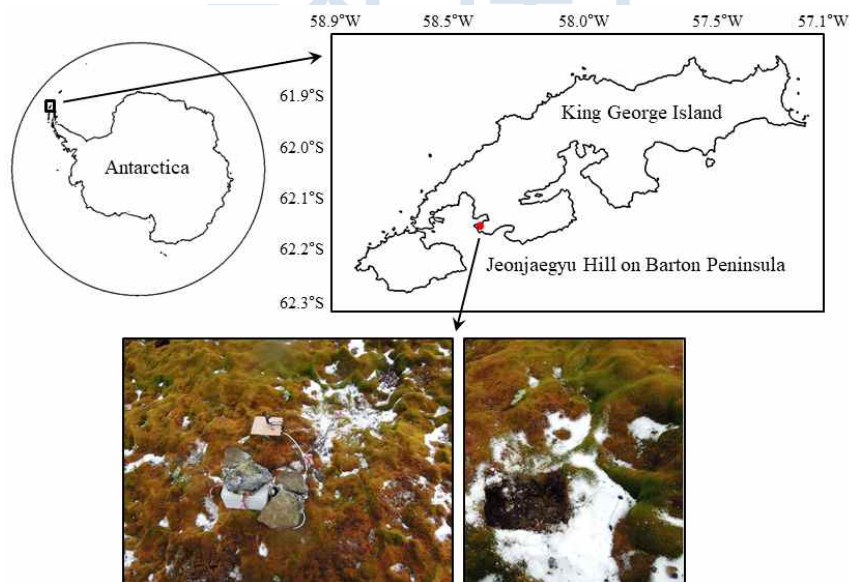 58.9°W 58.5°W 58.0°W 57.5°W 57.1°W
61.9°S
62.0°S
62.1°S
62.2°S
62.3°S
Antarctica
King George Island
Jeonjaegyu Hill on Barton Peninsula